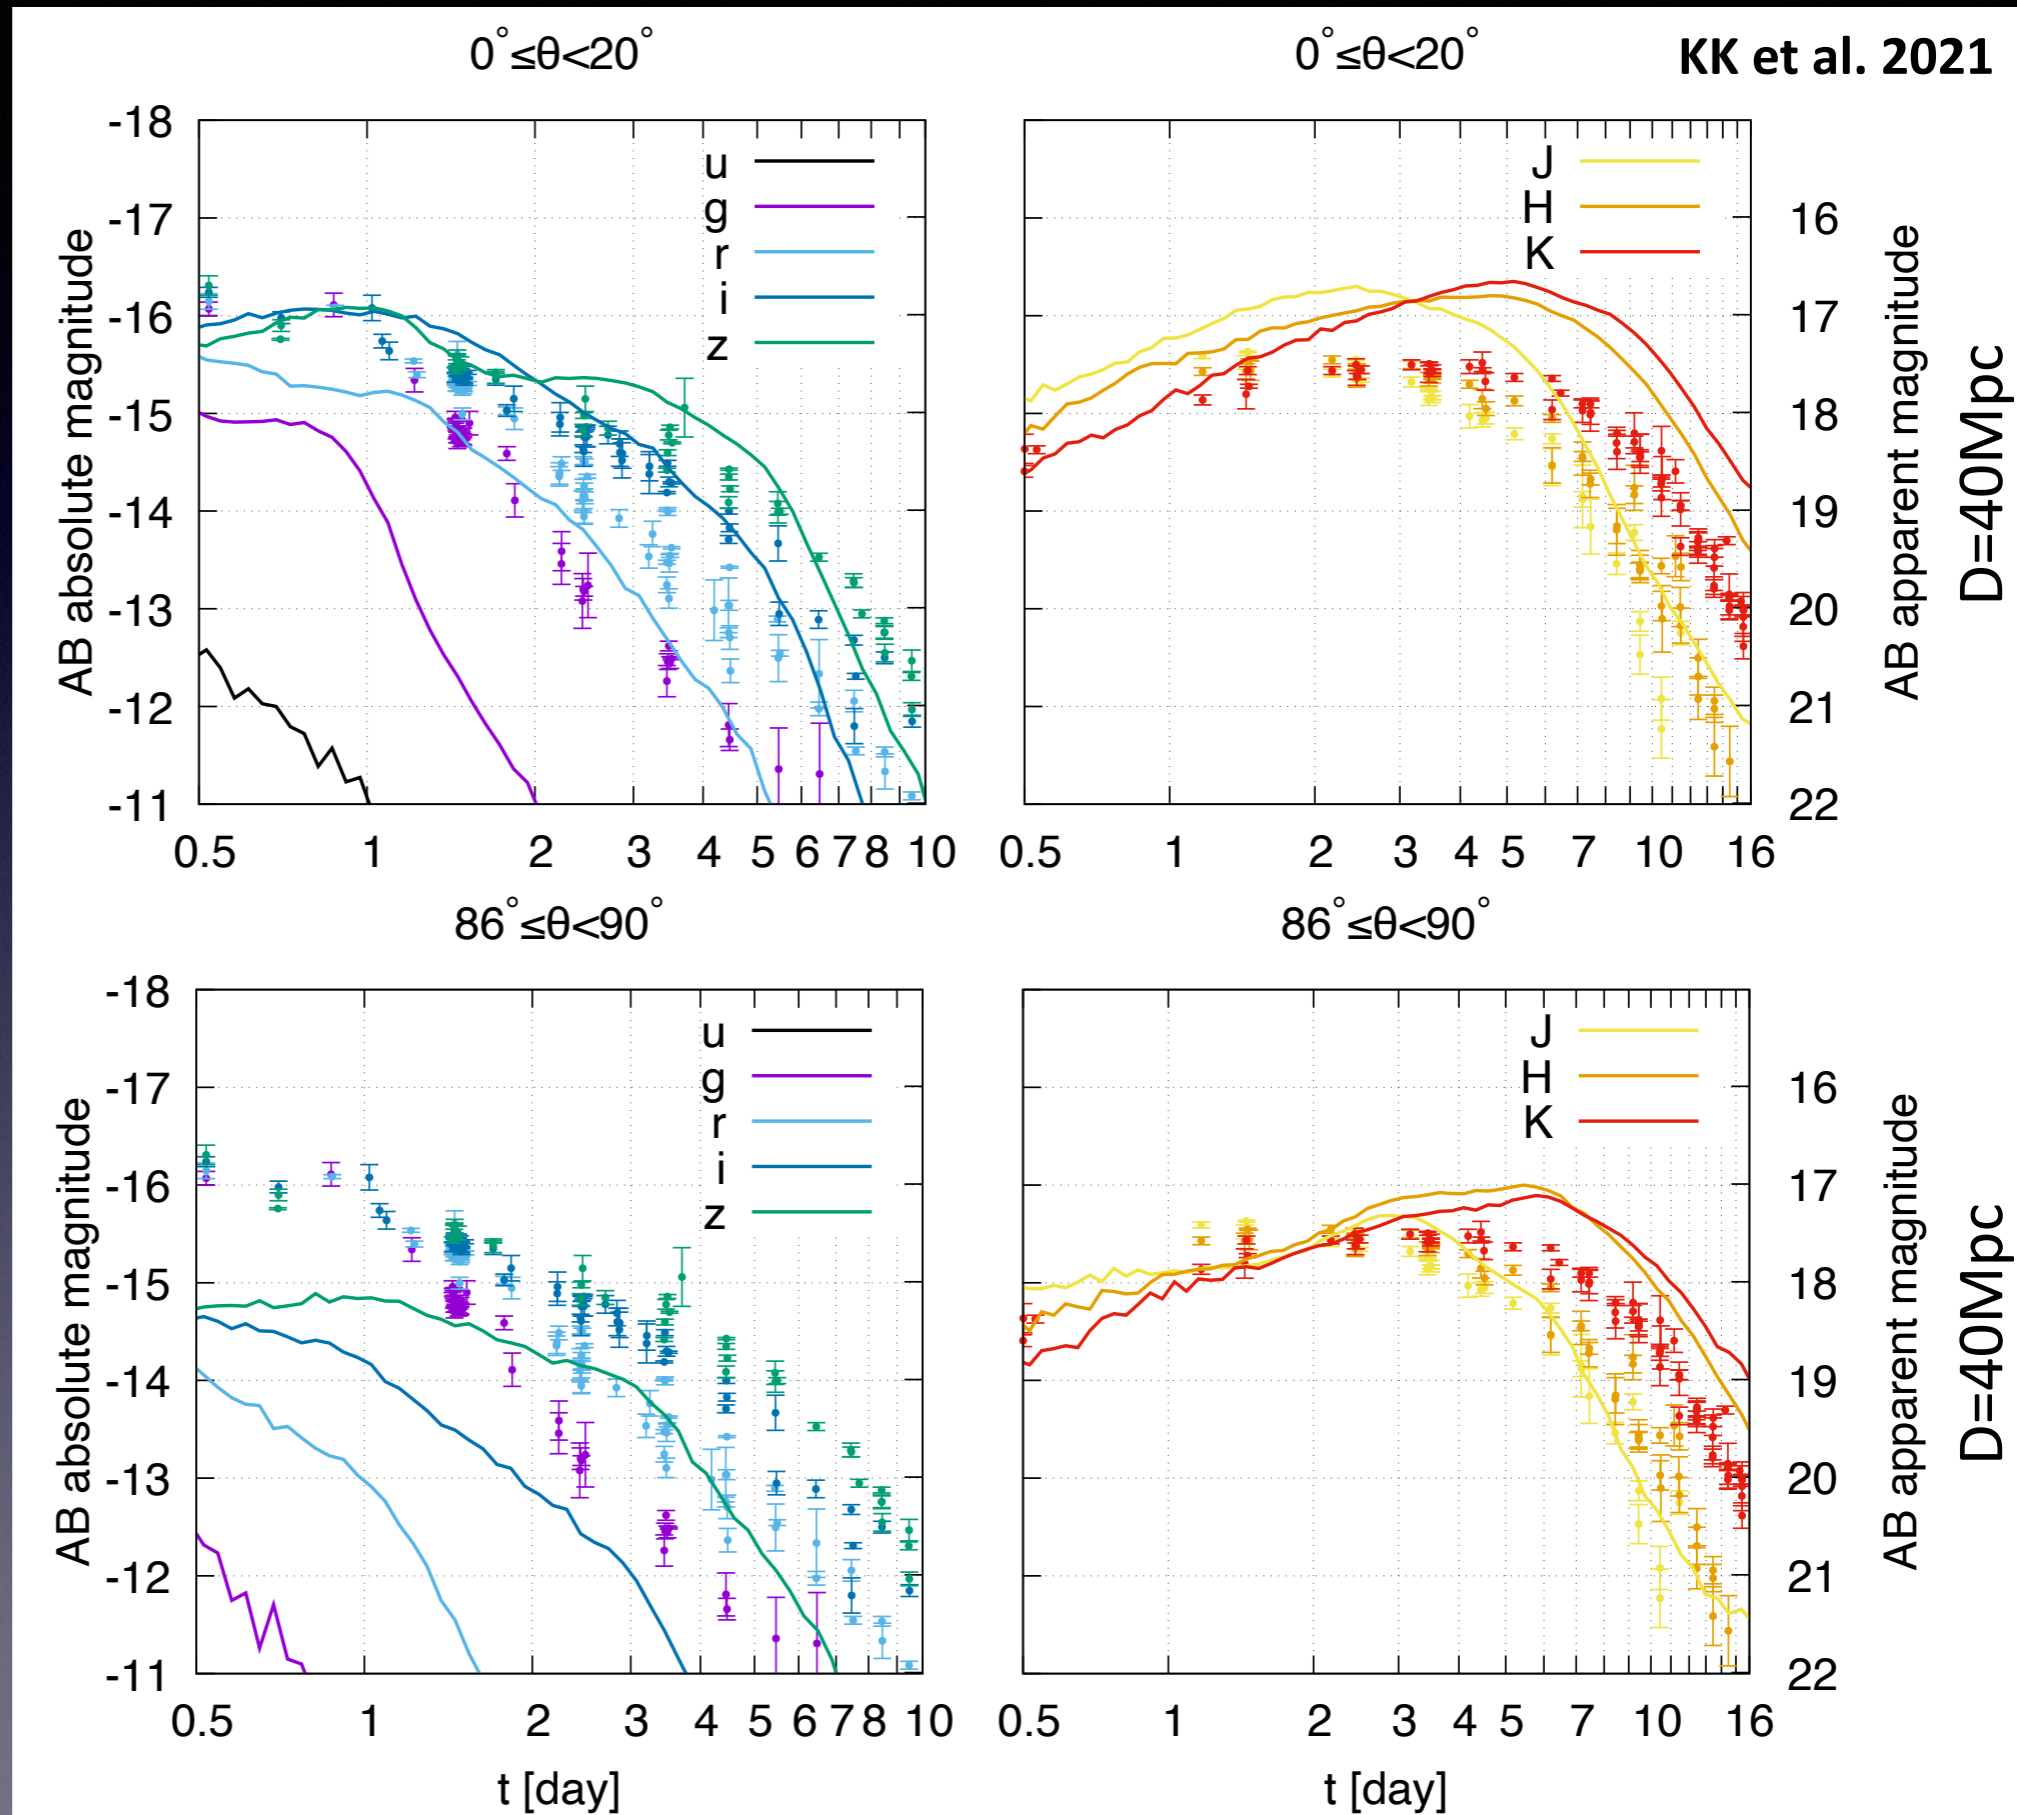 0°≤θ<20°
0°≤θ<20°
KK et al. 2021
AB absolute magnitude
-18
-17
-16
-15
-14
-13
-12
-11
u
g
r
i
z
0.5 1 2 3 4 5 6 7 8 10
J
H
K
0.5 1 2 3 4 5 7 10 16
16
17
18
19
20
21
22
AB apparent magnitude
D=40Mpc
86°≤θ<90°
86°≤θ<90°
AB absolute magnitude
-18
-17
-16
-15
-14
-13
-12
-11
u
g
r
i
z
0.5 1 2 3 4 5 6 7 8 10
t [day]
J
H
K
0.5 1 2 3 4 5 7 10 16
t [day]
16
17
18
19
20
21
22
AB apparent magnitude
D=40Mpc